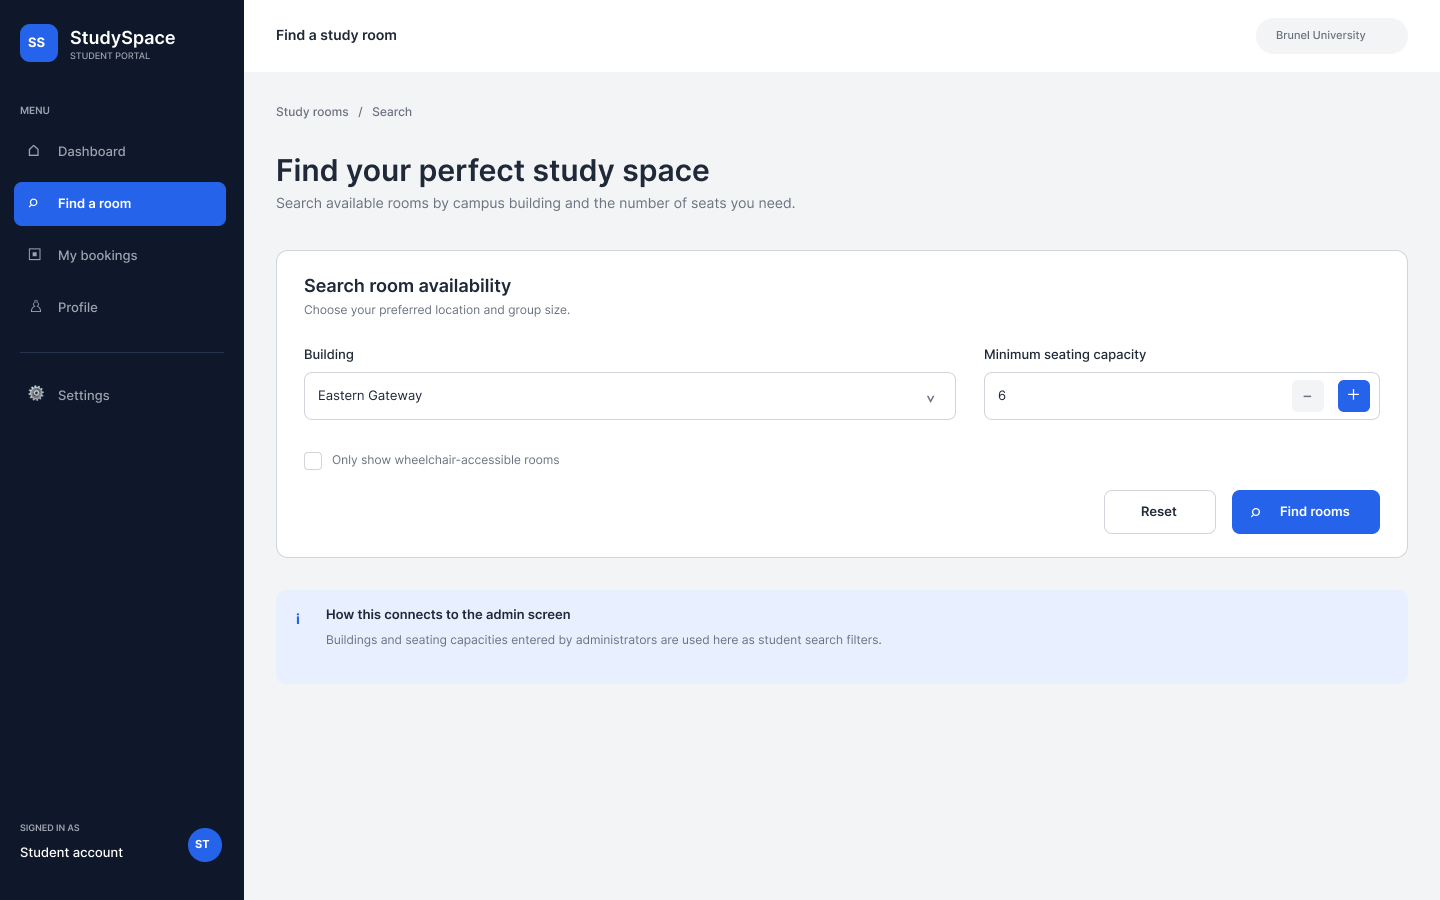 SS
StudySpace
STUDENT PORTAL
MENU
Dashboard
Find a room
My bookings
Profile
Settings
SIGNED IN AS
Student account
ST
Find a study room
Brunel University
Study rooms / Search
Find your perfect study space
Search available rooms by campus building and the number of seats you need.
Search room availability
Choose your preferred location and group size.
Building
Eastern Gateway
Minimum seating capacity
6
Only show wheelchair-accessible rooms
Reset
Find rooms
i
How this connects to the admin screen
Buildings and seating capacities entered by administrators are used here as student search filters.